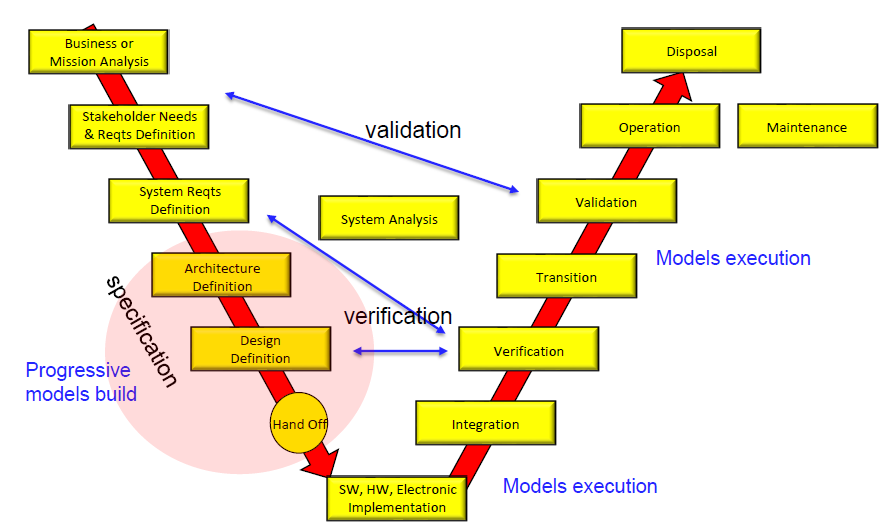 Business or
Mission Analysis
Stakeholder Needs
& Reqts Definition
System Reqts
Definition
Architecture
Definition
Design
Definition
Hand Off
SW, HW, Electronic
Implementation
specification
Progressive
models build
validation
System Analysis
verification
Disposal
Operation
Maintenance
Validation
Models execution
Transition
Verification
Integration
Models execution